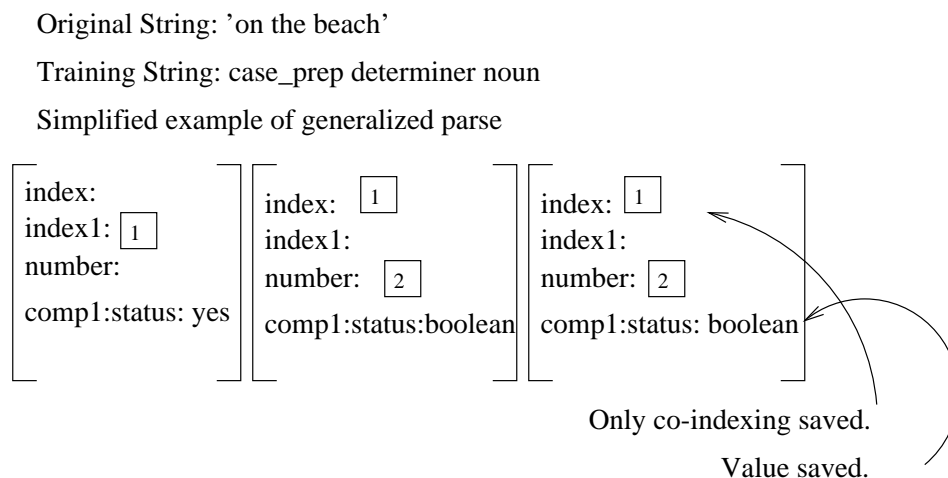 Original String: ’on the beach’
Training String: case_prep determiner noun
Simplified example of generalized parse
index:
index1: 1
number:
comp1:status: yes
index: 1
index1:
number: 2
comp1:status:boolean
index: 1
index1:
number: 2
comp1:status: boolean
Only co-indexing saved.
Value saved.